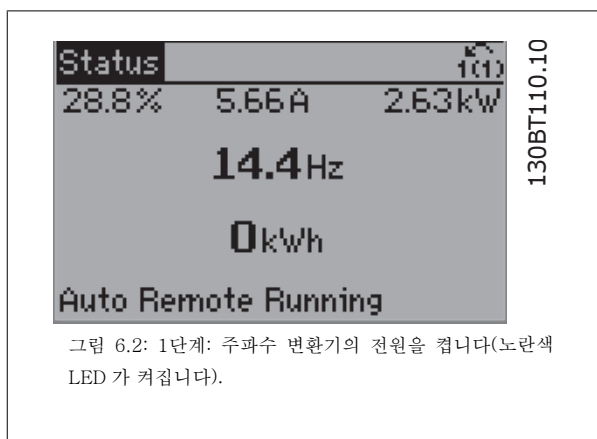 Status
1(1)
28.8% 5.66A 2.63kW
14.4Hz
0kWh
Auto Remote Running
130BT110.10
그림 6.2: 1단계: 주파수 변환기의 전원을 켭니다(노란색
LED 가 켜집니다).